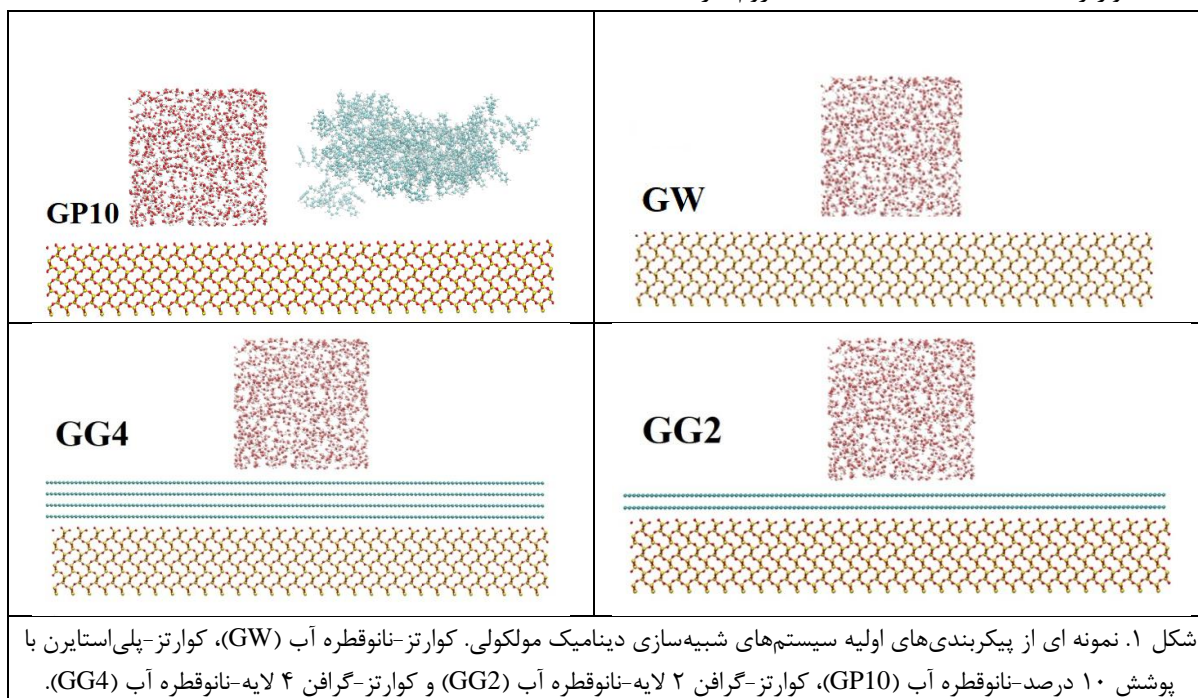 GP10
GW
GG4
GG2
شکل ۱. نمونه ای از پیکربندی‌های اولیه سیستم‌های شبیه‌سازی دینامیک مولکولی. کوارتز-نانوقطره آب (GW)، کوارتز-پلی‌استایرن با
پوشش ۱۰ درصد-نانوقطره آب (GP10)، کوارتز-گرافن ۲ لایه-نانوقطره آب (GG2) و کوارتز-گرافن ۴ لایه-نانوقطره آب (GG4).